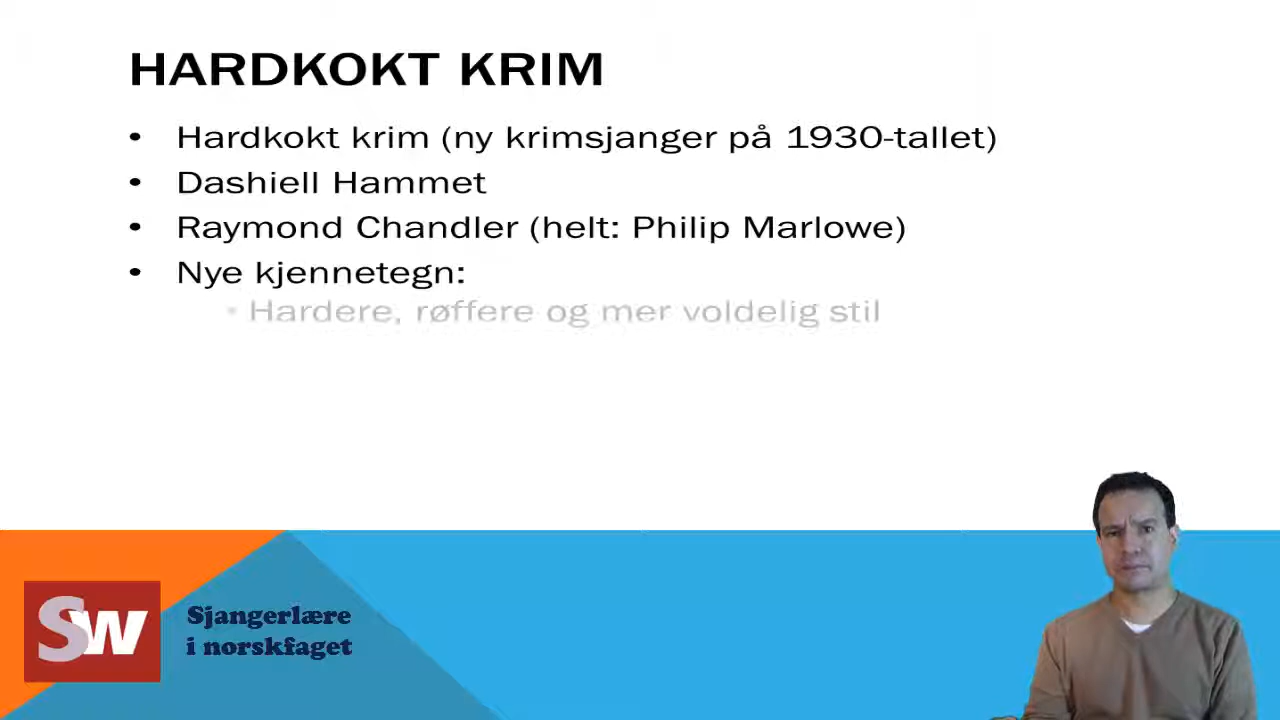 HARDKOKT KRIM
• Hardkokt krim (ny krimsjanger på 1930-tallet)
• Dashiell Hammet
• Raymond Chandler (helt: Philip Marlowe)
• Nye kjennetegn:
• Hardere, røffere og mer voldelig stil
SW
Sjangerlære
i norskfaget